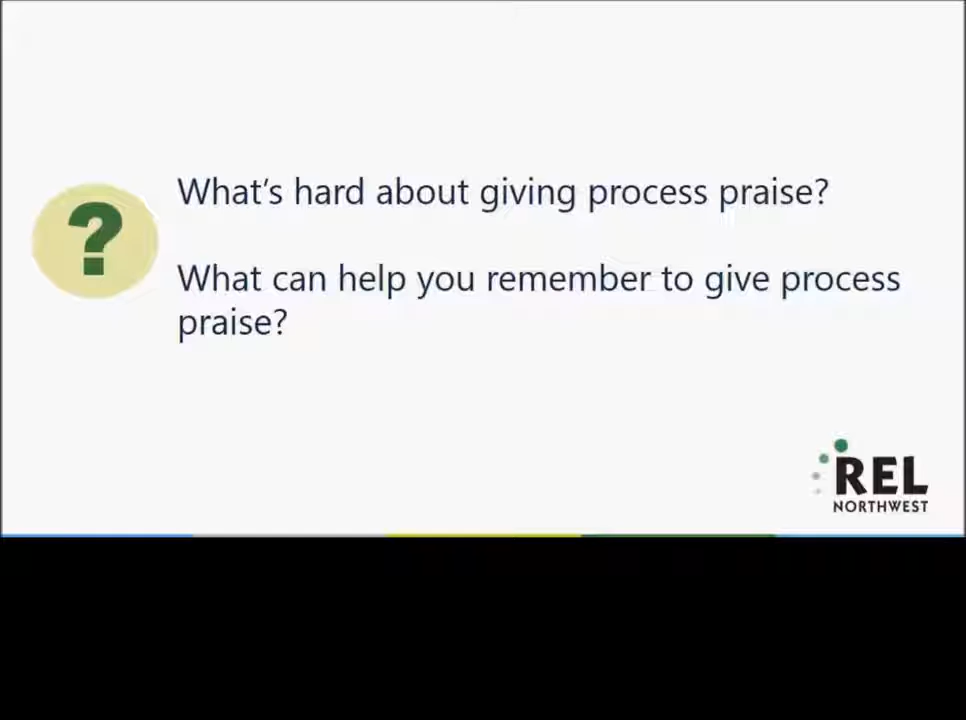 What's hard about giving process praise?
?
What can help you remember to give process
praise?
REL
NORTHWEST